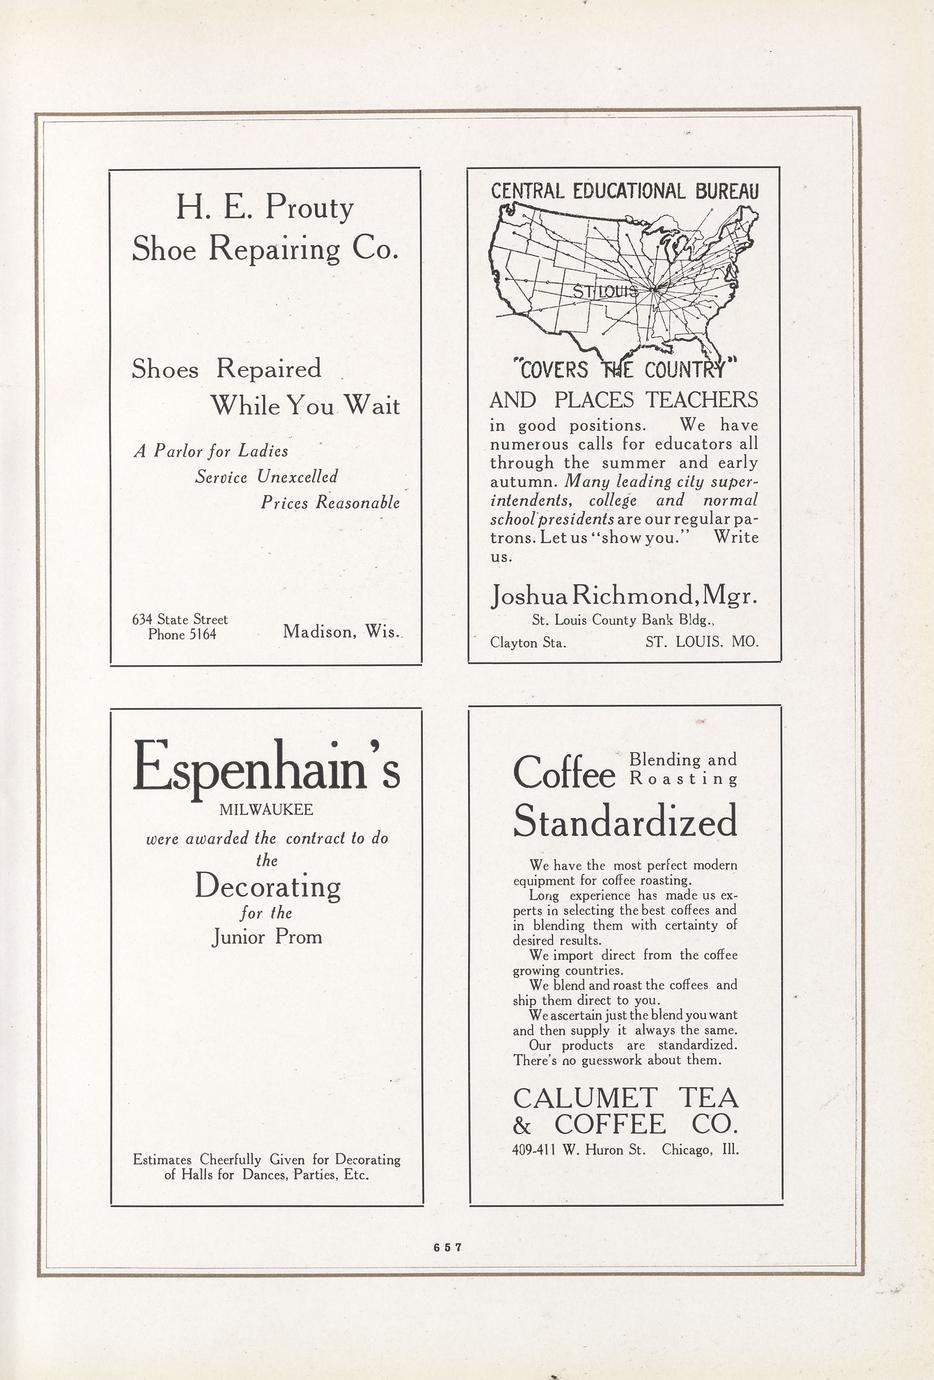 H. E. Prouty
Shoe Repairing Co.
Shoes Repaired
While You Wait
A Parlor for Ladies
Service Unexcelled
Prices Reasonable
634 State Street
Phone 5164
Madison, Wis.
CENTRAL EDUCATIONAL BUREAU
ST LOUIS
"COVERS THE COUNTRY"
AND PLACES TEACHERS
in good positions. We have
numerous calls for educators all
through the summer and early
autumn. Many leading city super-
intendents, college and normal
school presidents are our regular pa-
trons. Let us "show you." Write
us.
Joshua Richmond, Mgr.
St. Louis County Bank Bldg.,
Clayton Sta. ST. LOUIS. MO.
Espenhain's
MILWAUKEE
were awarded the contract to do
the
Decorating
for the
Junior Prom
Estimates Cheerfully Given for Decorating
of Halls for Dances, Parties, Etc.
Coffee Blending and
Roasting
Standardized
We have the most perfect modern
equipment for coffee roasting.
Long experience has made us ex-
perts in selecting the best coffees and
in blending them with certainty of
desired results.
We import direct from the coffee
growing countries.
We blend and roast the coffees and
ship them direct to you.
We ascertain just the blend you want
and then supply it always the same.
Our products are standardized.
There's no guesswork about them.
CALUMET TEA
& COFFEE CO.
409-411 W. Huron St. Chicago, Ill.
657